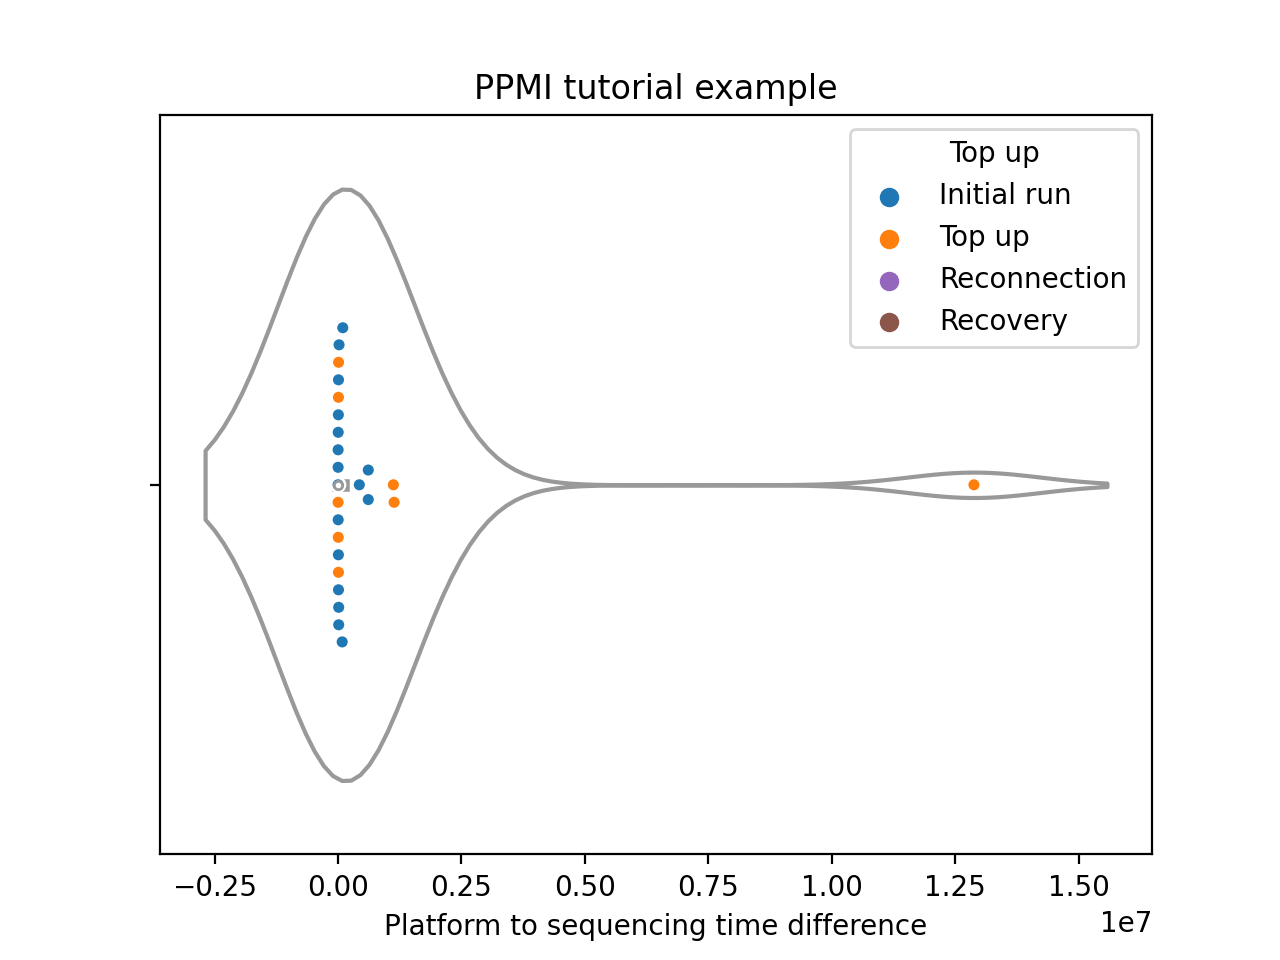 PPMI tutorial example
Top up
Initial run
Top up
Reconnection
Recovery
−0.25 0.00 0.25 0.50 0.75 1.00 1.25 1.50
1e7
Platform to sequencing time difference